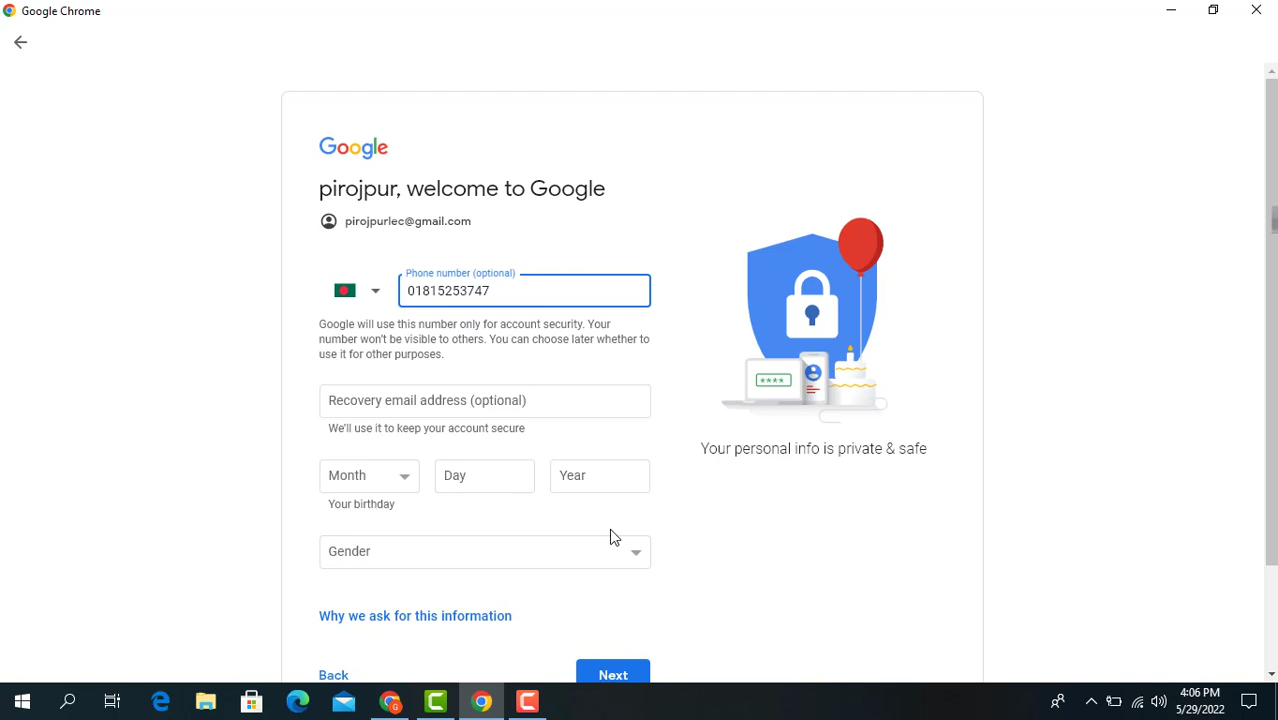 Google Chrome
Google
pirojpur, welcome to Google
pirojpurlec@gmail.com
Phone number (optional)
01815253747
Google will use this number only for account security. Your
number won't be visible to others. You can choose later whether to
use it for other purposes.
Recovery email address (optional)
We'll use it to keep your account secure
Month
Day
Year
Your birthday
Gender
Why we ask for this information
Back
Next
****
Your personal info is private & safe
4:06 PM
5/29/2022